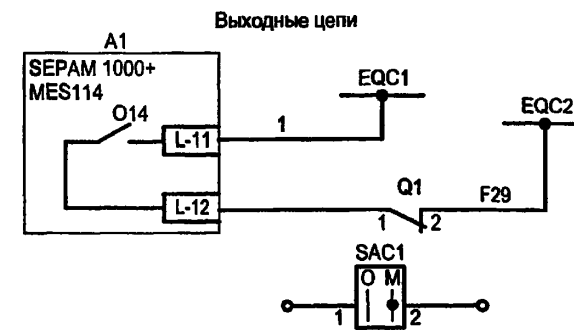 Выходные цепи
A1
SEPAM 1000+
MES114
O14
L-11
1
EQC1
EQC2
L-12
Q1
1
2
F29
SAC1
O M
1
2